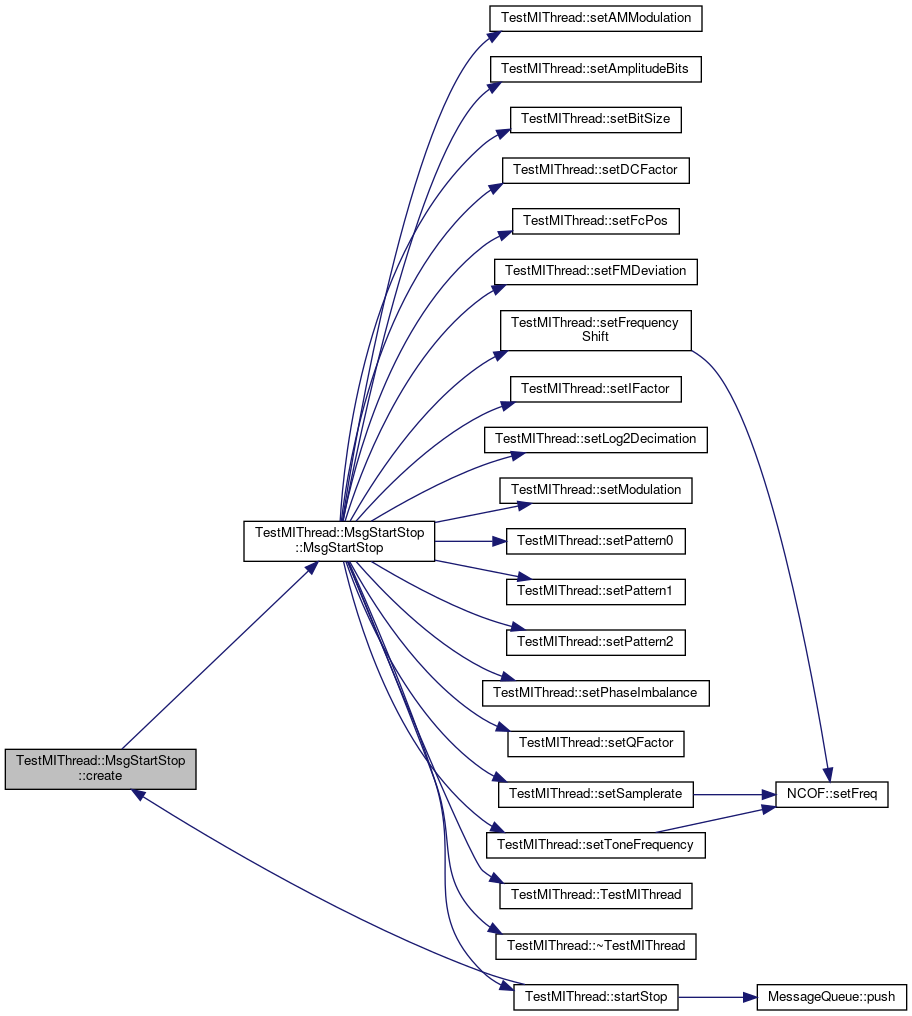 TestMIThread::setAMModulation
TestMIThread::setAmplitudeBits
TestMIThread::setBitSize
TestMIThread::setDCFactor
TestMIThread::setFcPos
TestMIThread::setFMDeviation
TestMIThread::setFrequency
Shift
TestMIThread::setIFactor
TestMIThread::setLog2Decimation
TestMIThread::setModulation
TestMIThread::MsgStartStop
::MsgStartStop
TestMIThread::setPattern0
TestMIThread::setPattern1
TestMIThread::setPattern2
TestMIThread::setPhaseImbalance
TestMIThread::setQFactor
TestMIThread::MsgStartStop
::create
TestMIThread::setSamplerate
NCOF::setFreq
TestMIThread::setToneFrequency
TestMIThread::TestMIThread
TestMIThread::~TestMIThread
TestMIThread::startStop
MessageQueue::push